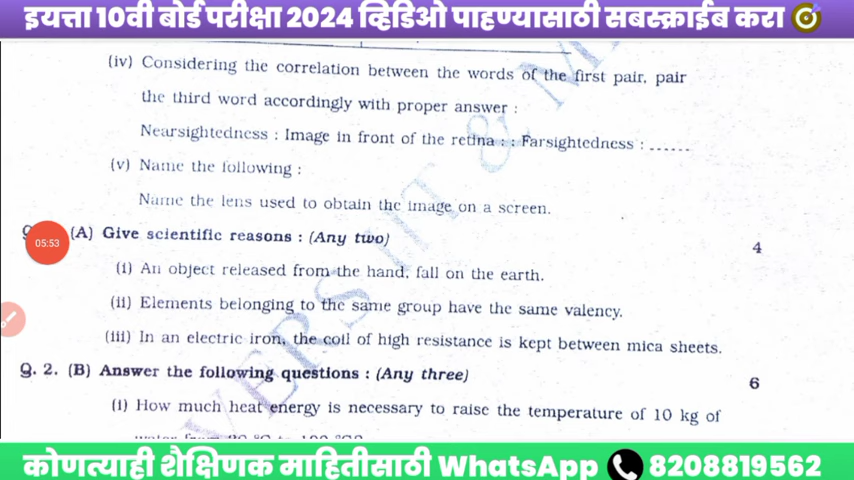 इयत्ता 10वी बोर्ड परीक्षा 2024 व्हिडिओ पाहण्यासाठी सबस्क्राईब करा
(iv) Considering the correlation between the words of the first pair, pair
the third word accordingly with proper answer :
Nearsightedness : Image in front of the retina : : Farsightedness : ......
(v) Name the following :
Name the lens used to obtain the image on a screen.
05:53
(A) Give scientific reasons : (Any two) 4
(i) An object released from the hand, fall on the earth.
(ii) Elements belonging to the same group have the same valency.
(iii) In an electric iron, the coil of high resistance is kept between mica sheets.
Q. 2. (B) Answer the following questions : (Any three) 6
(i) How much heat energy is necessary to raise the temperature of 10 kg of
कोणत्याही शैक्षिणक माहितीसाठी WhatsApp 8208819562